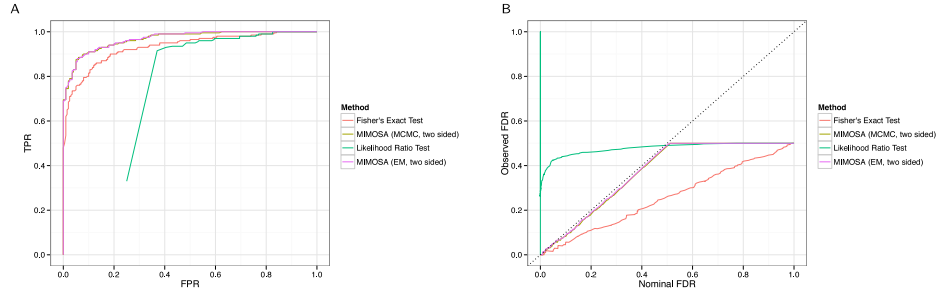 A
TPR
1.0
0.8
0.6
0.4
0.2
0.0
0.0 0.2 0.4 0.6 0.8 1.0
FPR
Method
Fisher's Exact Test
MIMOSA (MCMC, two sided)
Likelihood Ratio Test
MIMOSA (EM, two sided)
B
Observed FDR
1.0
0.8
0.6
0.4
0.2
0.0
0.0 0.2 0.4 0.6 0.8 1.0
Nominal FDR
Method
Fisher's Exact Test
MIMOSA (MCMC, two sided)
Likelihood Ratio Test
MIMOSA (EM, two sided)